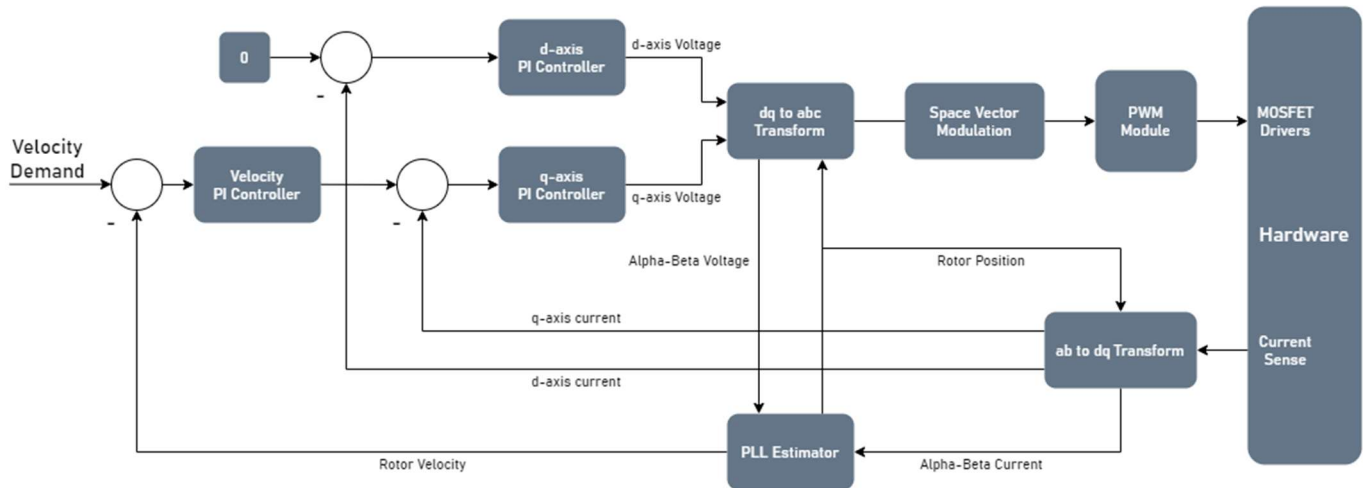 0
-
d-axis
PI Controller
d-axis Voltage
dq to abc
Transform
Space Vector
Modulation
PWM
Module
MOSFET
Drivers
Velocity
Demand
-
Velocity
PI Controller
-
q-axis
PI Controller
q-axis Voltage
Hardware
Alpha-Beta Voltage
Rotor Position
q-axis current
ab to dq Transform
Current
Sense
d-axis current
PLL Estimator
Rotor Velocity
Alpha-Beta Current